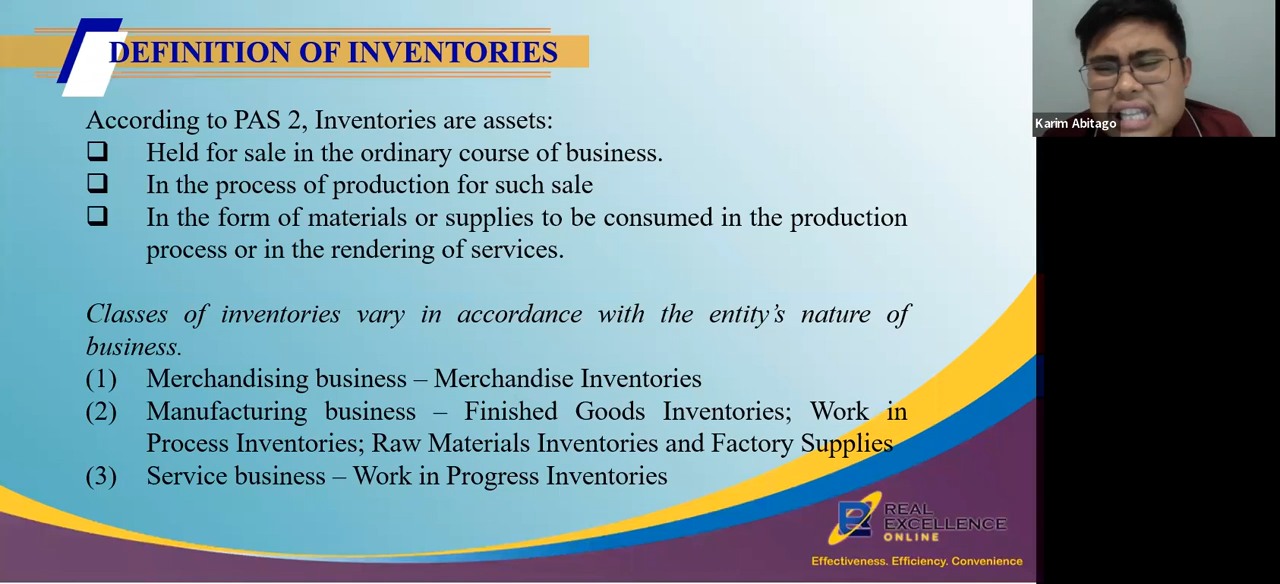 DEFINITION OF INVENTORIES
Karim Abitago
According to PAS 2, Inventories are assets:
Held for sale in the ordinary course of business.
In the process of production for such sale
In the form of materials or supplies to be consumed in the production
process or in the rendering of services.
Classes of inventories vary in accordance with the entity’s nature of
business.
(1) Merchandising business – Merchandise Inventories
(2) Manufacturing business – Finished Goods Inventories; Work in
Process Inventories; Raw Materials Inventories and Factory Supplies
(3) Service business – Work in Progress Inventories
REAL
EXCELLENCE
ONLINE
Effectiveness. Efficiency. Convenience